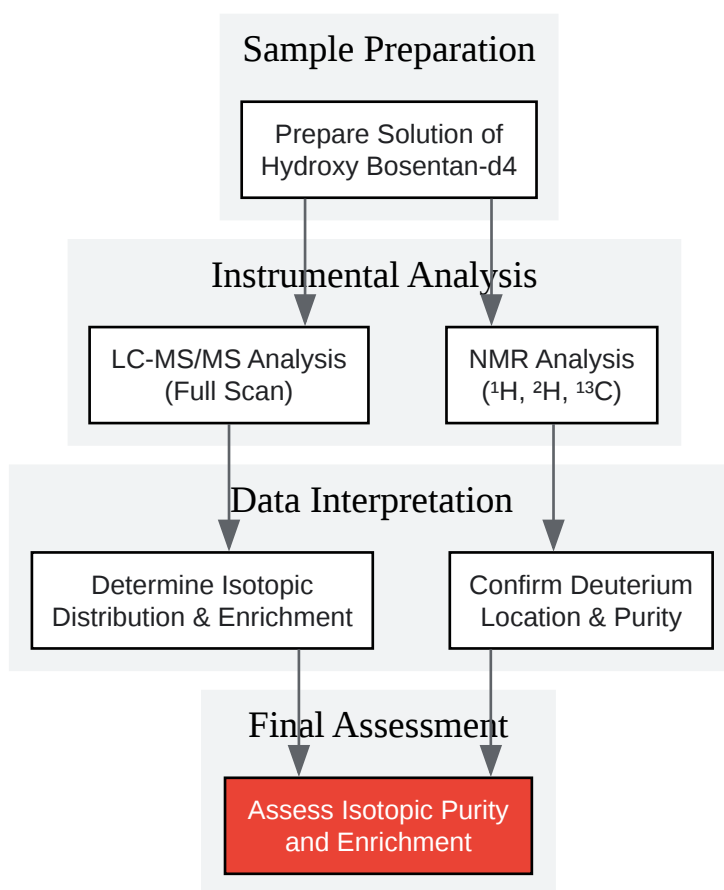 Sample Preparation
Prepare Solution of
Hydroxy Bosentan-d4
Instrumental Analysis
LC-MS/MS Analysis
(Full Scan)
NMR Analysis
(¹H, ²H, ¹³C)
Data Interpretation
Determine Isotopic
Distribution & Enrichment
Confirm Deuterium
Location & Purity
Final Assessment
Assess Isotopic Purity
and Enrichment